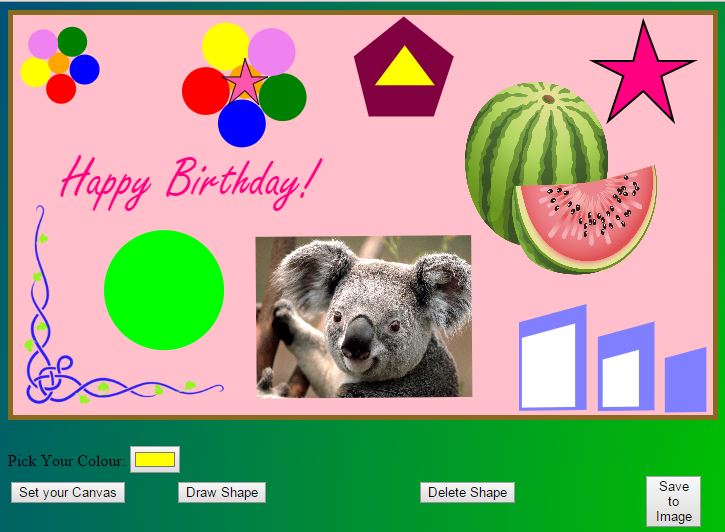 Happy Birthday!
Pick Your Colour:
Set your Canvas
Draw Shape
Delete Shape
Save
to
Image